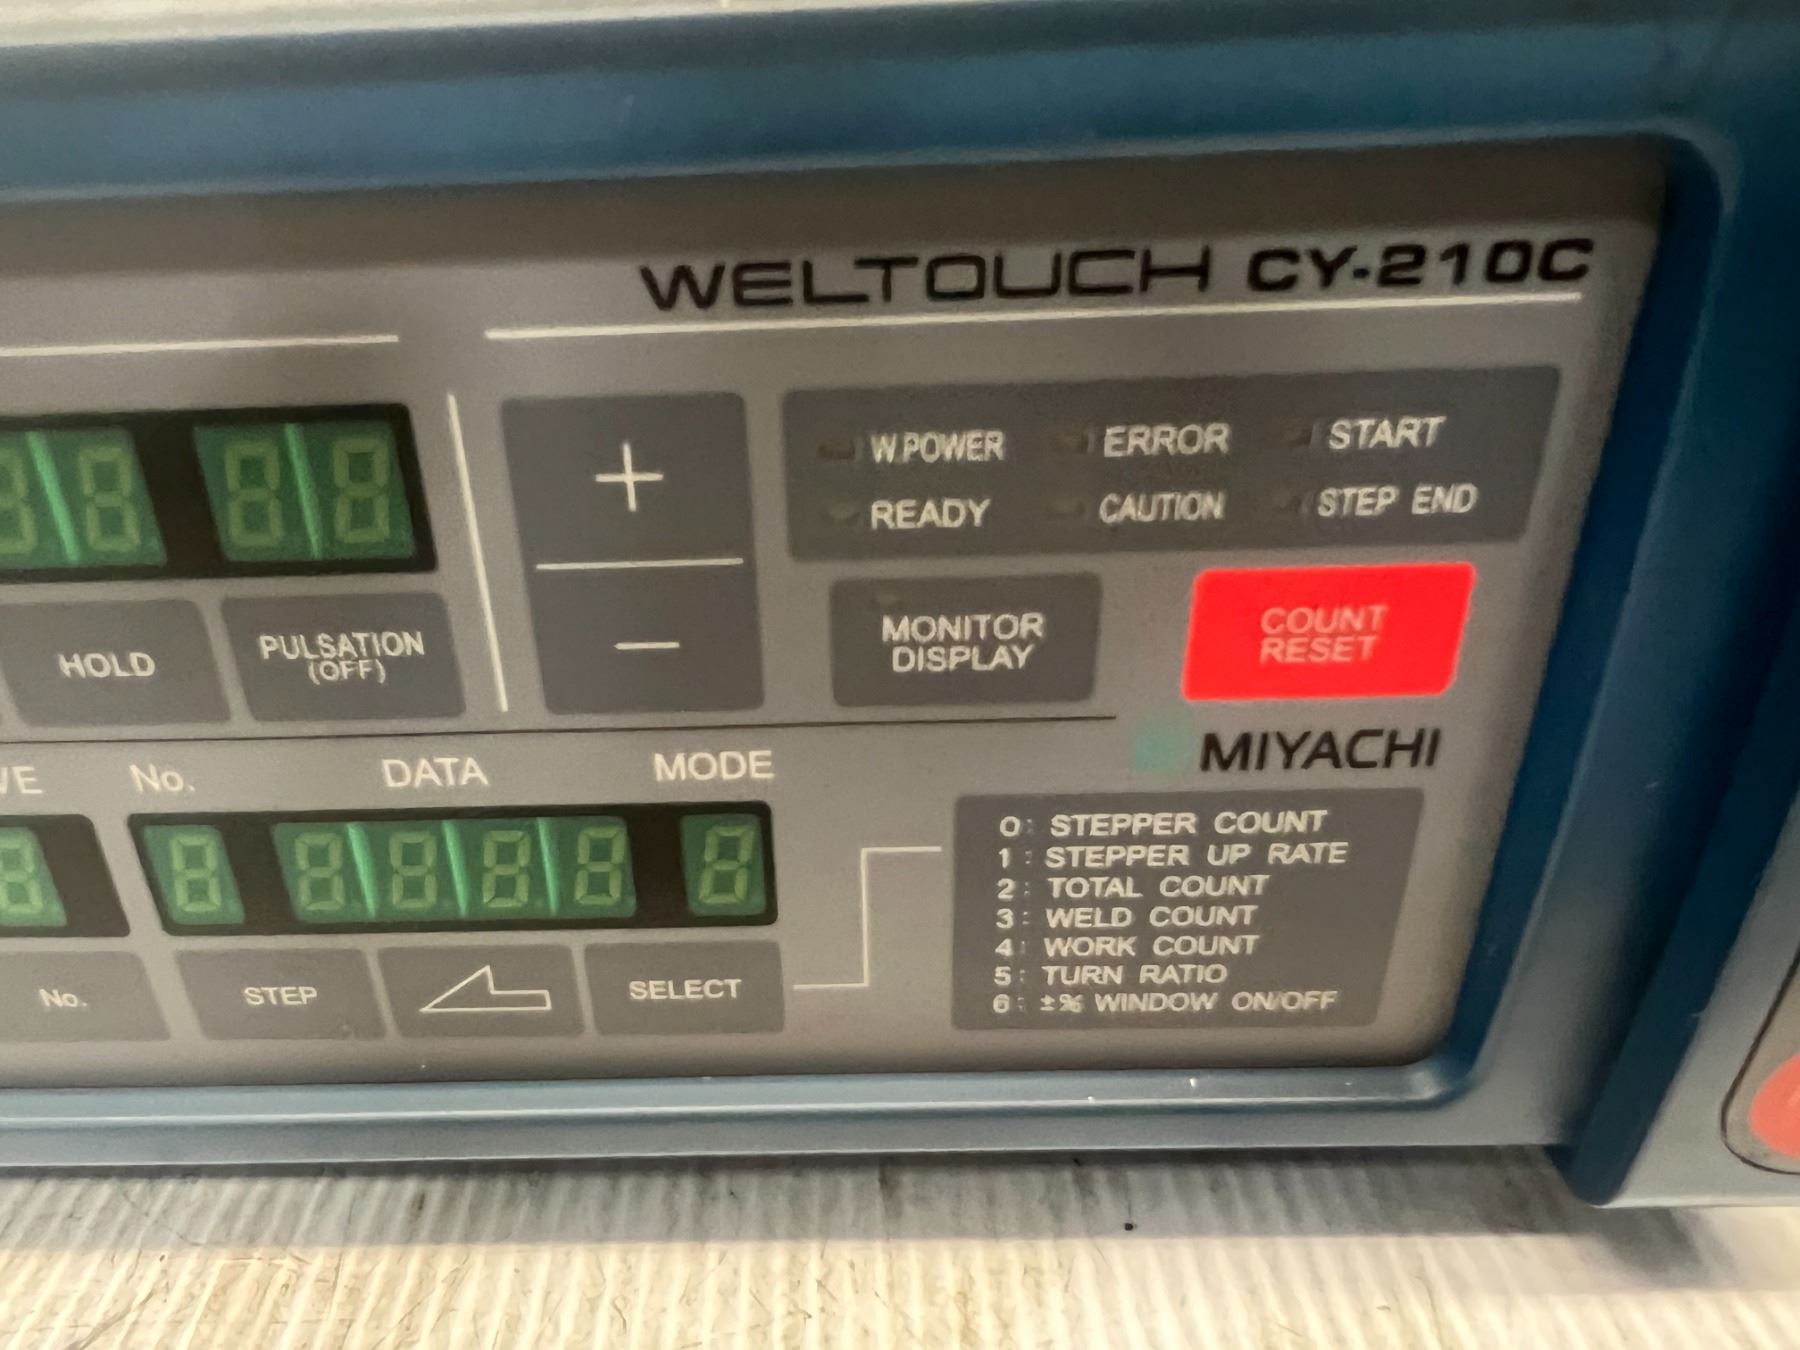 WELTOUCH CY-210C
+
W.POWER ERROR START
READY CAUTION STEP END
−
HOLD
PULSATION
(OFF)
MONITOR
DISPLAY
COUNT
RESET
MIYACHI
No. DATA MODE
0: STEPPER COUNT
1: STEPPER UP RATE
2: TOTAL COUNT
3: WELD COUNT
4: WORK COUNT
5: TURN RATIO
6: ±% WINDOW ON/OFF
No. STEP SELECT